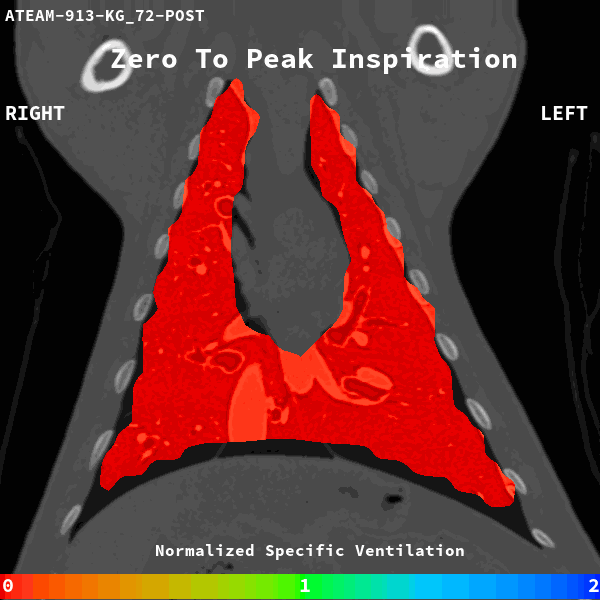 ATEAM-913-KG_72-POST
Zero To Peak Inspiration
RIGHT
LEFT
Normalized Specific Ventilation
0 1 2